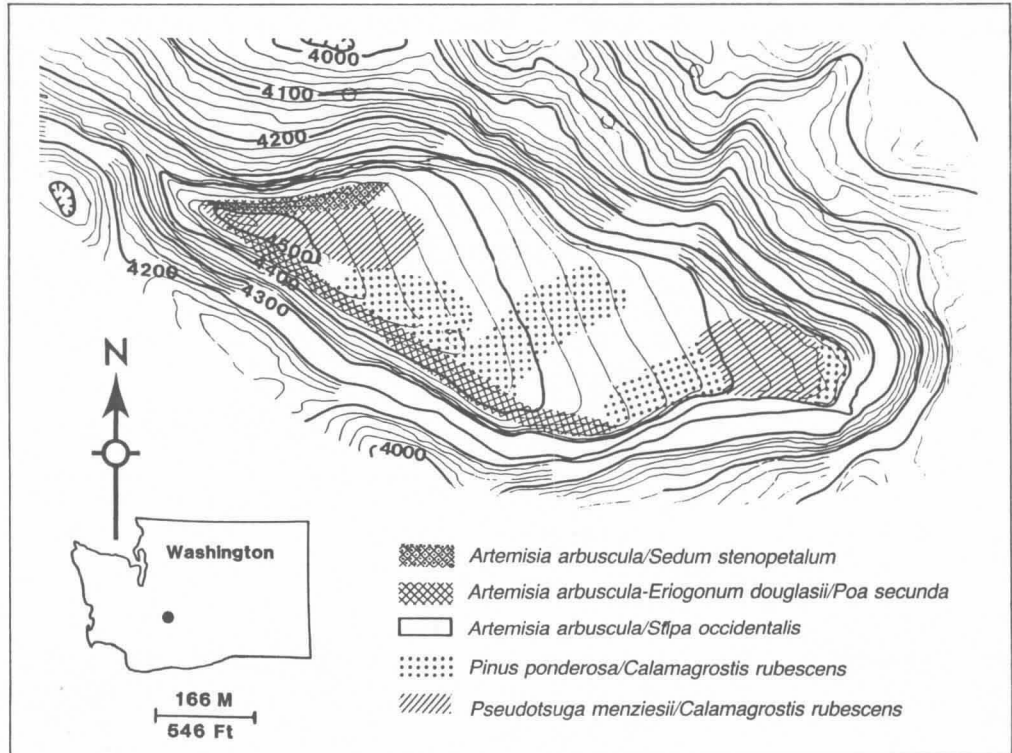 4000
4100
4200
4500
4400
4200
4300
N
4000
Washington
166 M
546 Ft
Artemisia arbuscula/Sedum stenopetalum
Artemisia arbuscula-Eriogonum douglasii/Poa secunda
Artemisia arbuscula/Stipa occidentalis
Pinus ponderosa/Calamagrostis rubescens
Pseudotsuga menziesii/Calamagrostis rubescens